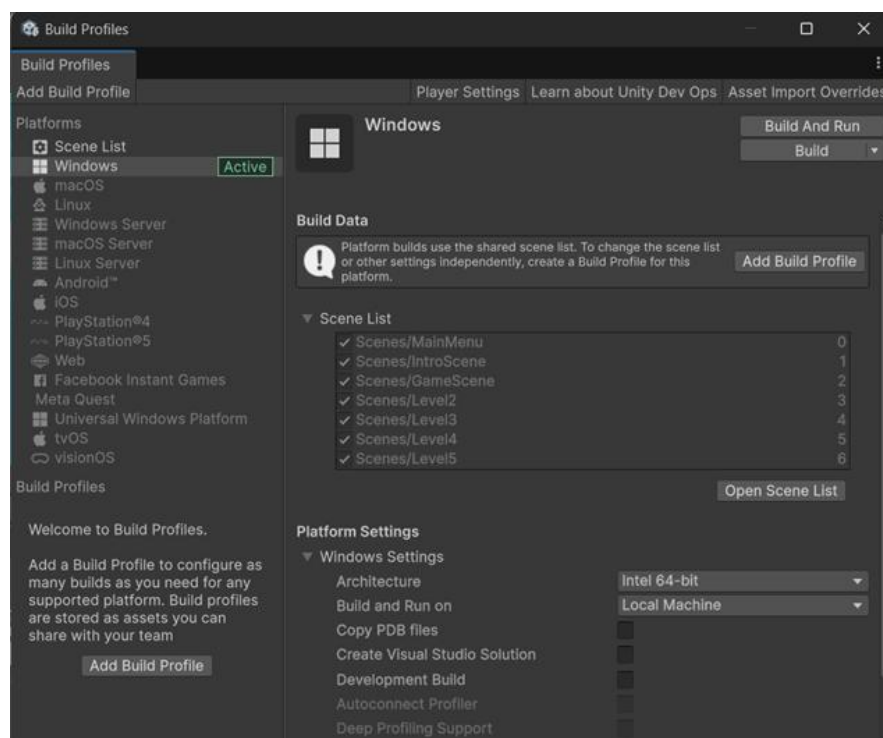 Build Profiles
Build Profiles
Add Build Profile
Player Settings
Learn about Unity Dev Ops
Asset Import Overrides
Platforms
Scene List
Windows
Active
macOS
Linux
Windows Server
macOS Server
Linux Server
Android™
iOS
PlayStation®4
PlayStation®5
Web
Facebook Instant Games
Meta Quest
Universal Windows Platform
tvOS
visionOS
Build Profiles
Welcome to Build Profiles.
Add a Build Profile to configure as
many builds as you need for any
supported platform. Build profiles
are stored as assets you can
share with your team
Add Build Profile
Windows
Build And Run
Build
Build Data
Platform builds use the shared scene list. To change the scene list
or other settings independently, create a Build Profile for this
platform.
Add Build Profile
Scene List
Scenes/MainMenu 0
Scenes/IntroScene 1
Scenes/GameScene 2
Scenes/Level2 3
Scenes/Level3 4
Scenes/Level4 5
Scenes/Level5 6
Open Scene List
Platform Settings
Windows Settings
Architecture Intel 64-bit
Build and Run on Local Machine
Copy PDB files
Create Visual Studio Solution
Development Build
Autoconnect Profiler
Deep Profiling Support